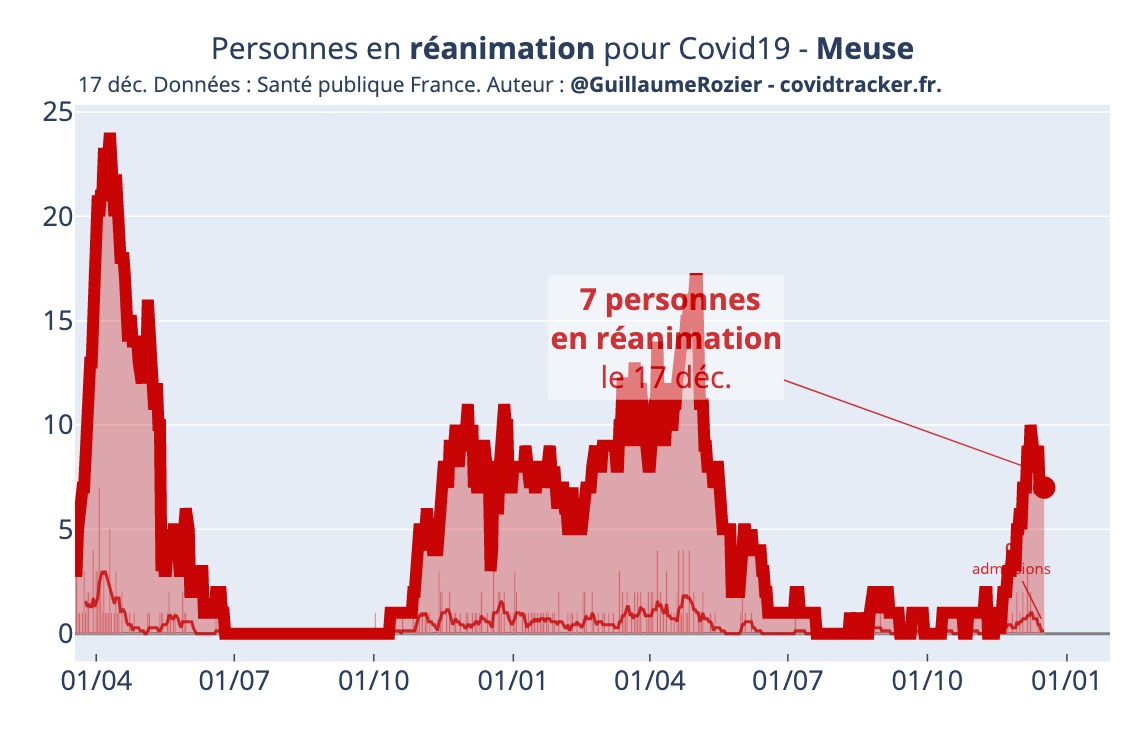 Personnes en réanimation pour Covid19 - Meuse
17 déc. Données : Santé publique France. Auteur : @GuillaumeRozier - covidtracker.fr.
25
20
15
10
5
0
7 personnes
en réanimation
le 17 déc.
01/04
01/07
01/10
01/01
01/04
01/07
01/10
01/01